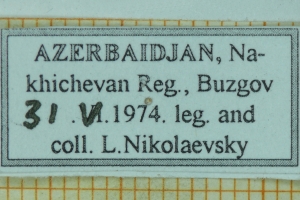 AZERBAIDJAN, Na-
khichevan Reg., Buzgov
31 .VI.1974. leg. and
coll. L.Nikolaevsky